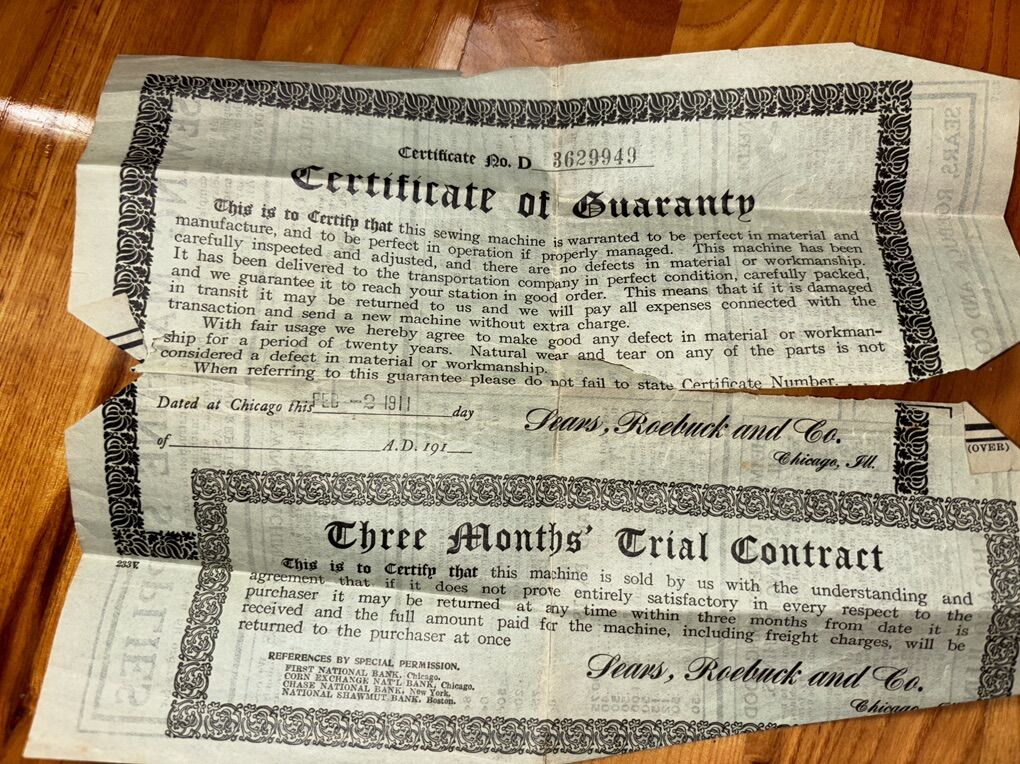 Certificate No. D 3629949
Certificate of Guaranty
This is to Certify that this sewing machine is warranted to be perfect in material and
manufacture, and to be perfect in operation if properly managed. This machine has been
carefully inspected and adjusted, and there are no defects in material or workmanship.
It has been delivered to the transportation company in perfect condition, carefully packed,
and we guarantee it to reach your station in good order. This means that if it is damaged
in transit it may be returned to us and we will pay all expenses connected with the
transaction and send a new machine without extra charge.
With fair usage we hereby agree to make good any defect in material or workman-
ship for a period of twenty years. Natural wear and tear on any of the parts is not
considered a defect in material or workmanship.
When referring to this guarantee please do not fail to state Certificate Number.
Dated at Chicago this FEB -2 1911 day
of A.D. 191
Sears, Roebuck and Co.
Chicago, Ill.
(OVER)
233E
Three Months' Trial Contract
This is to Certify that this machine is sold by us with the understanding and
agreement that if it does not prove entirely satisfactory in every respect to the
purchaser it may be returned at any time within three months from date it is
received and the full amount paid for the machine, including freight charges, will be
returned to the purchaser at once
REFERENCES BY SPECIAL PERMISSION.
FIRST NATIONAL BANK, Chicago.
CORN EXCHANGE NAT'L BANK, Chicago.
CHASE NATIONAL BANK, New York.
NATIONAL SHAWMUT BANK, Boston.
Sears, Roebuck and Co.
Chicago